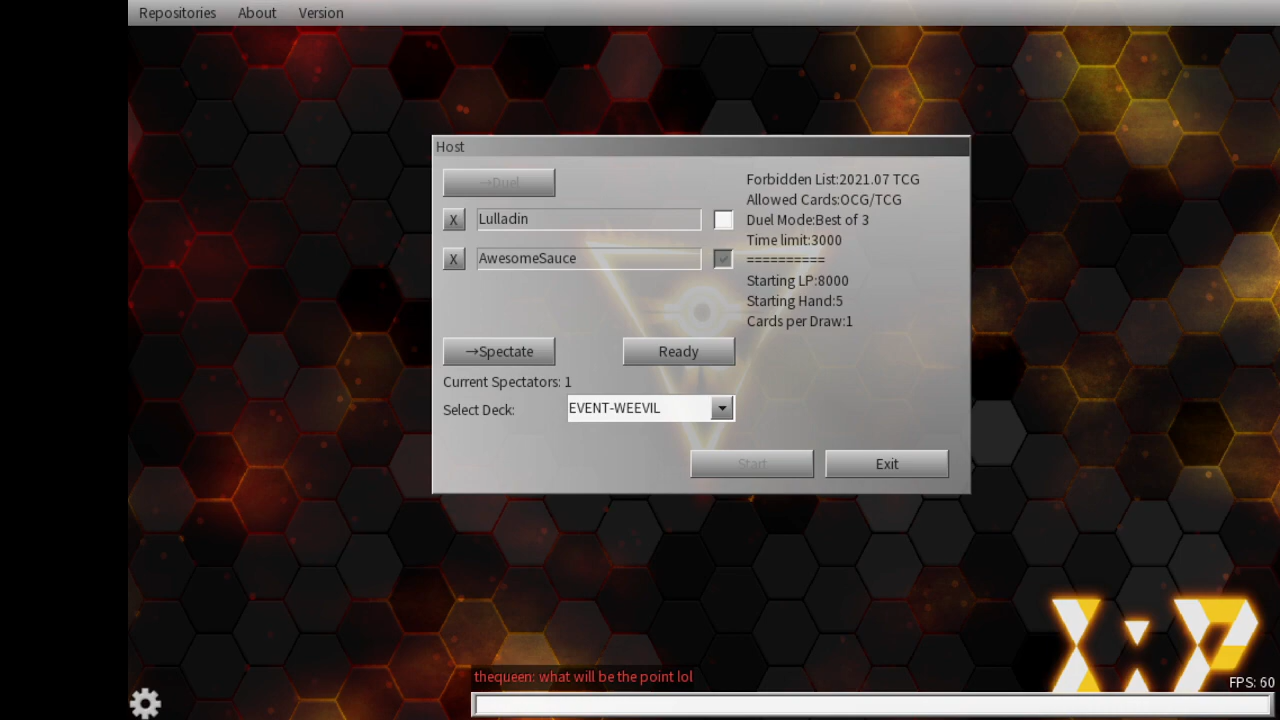 Repositories About Version
Host
→Duel
Forbidden List:2021.07 TCG
Allowed Cards:OCG/TCG
X Lulladin
Duel Mode:Best of 3
Time limit:3000
X AwesomeSauce
==========
Starting LP:8000
Starting Hand:5
Cards per Draw:1
→Spectate Ready
Current Spectators: 1
Select Deck: EVENT-WEEVIL
Start Exit
thequeen: what will be the point lol
FPS: 60